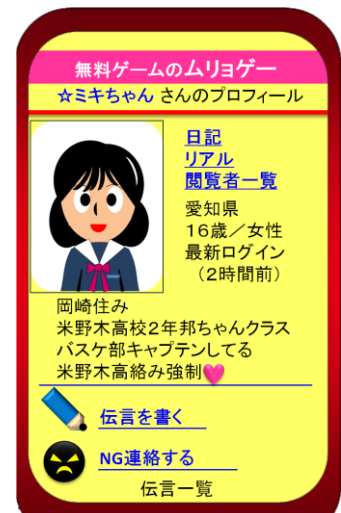 無料ゲームのムリョゲー
☆ミキちゃん さんのプロフィール
日記
リアル
閲覧者一覧
愛知県
16歳／女性
最新ログイン
（2時間前）
岡崎住み
米野木高校2年邦ちゃんクラス
バスケ部キャプテンしてる
米野木高絡み強制
伝言を書く
NG連絡する
伝言一覧